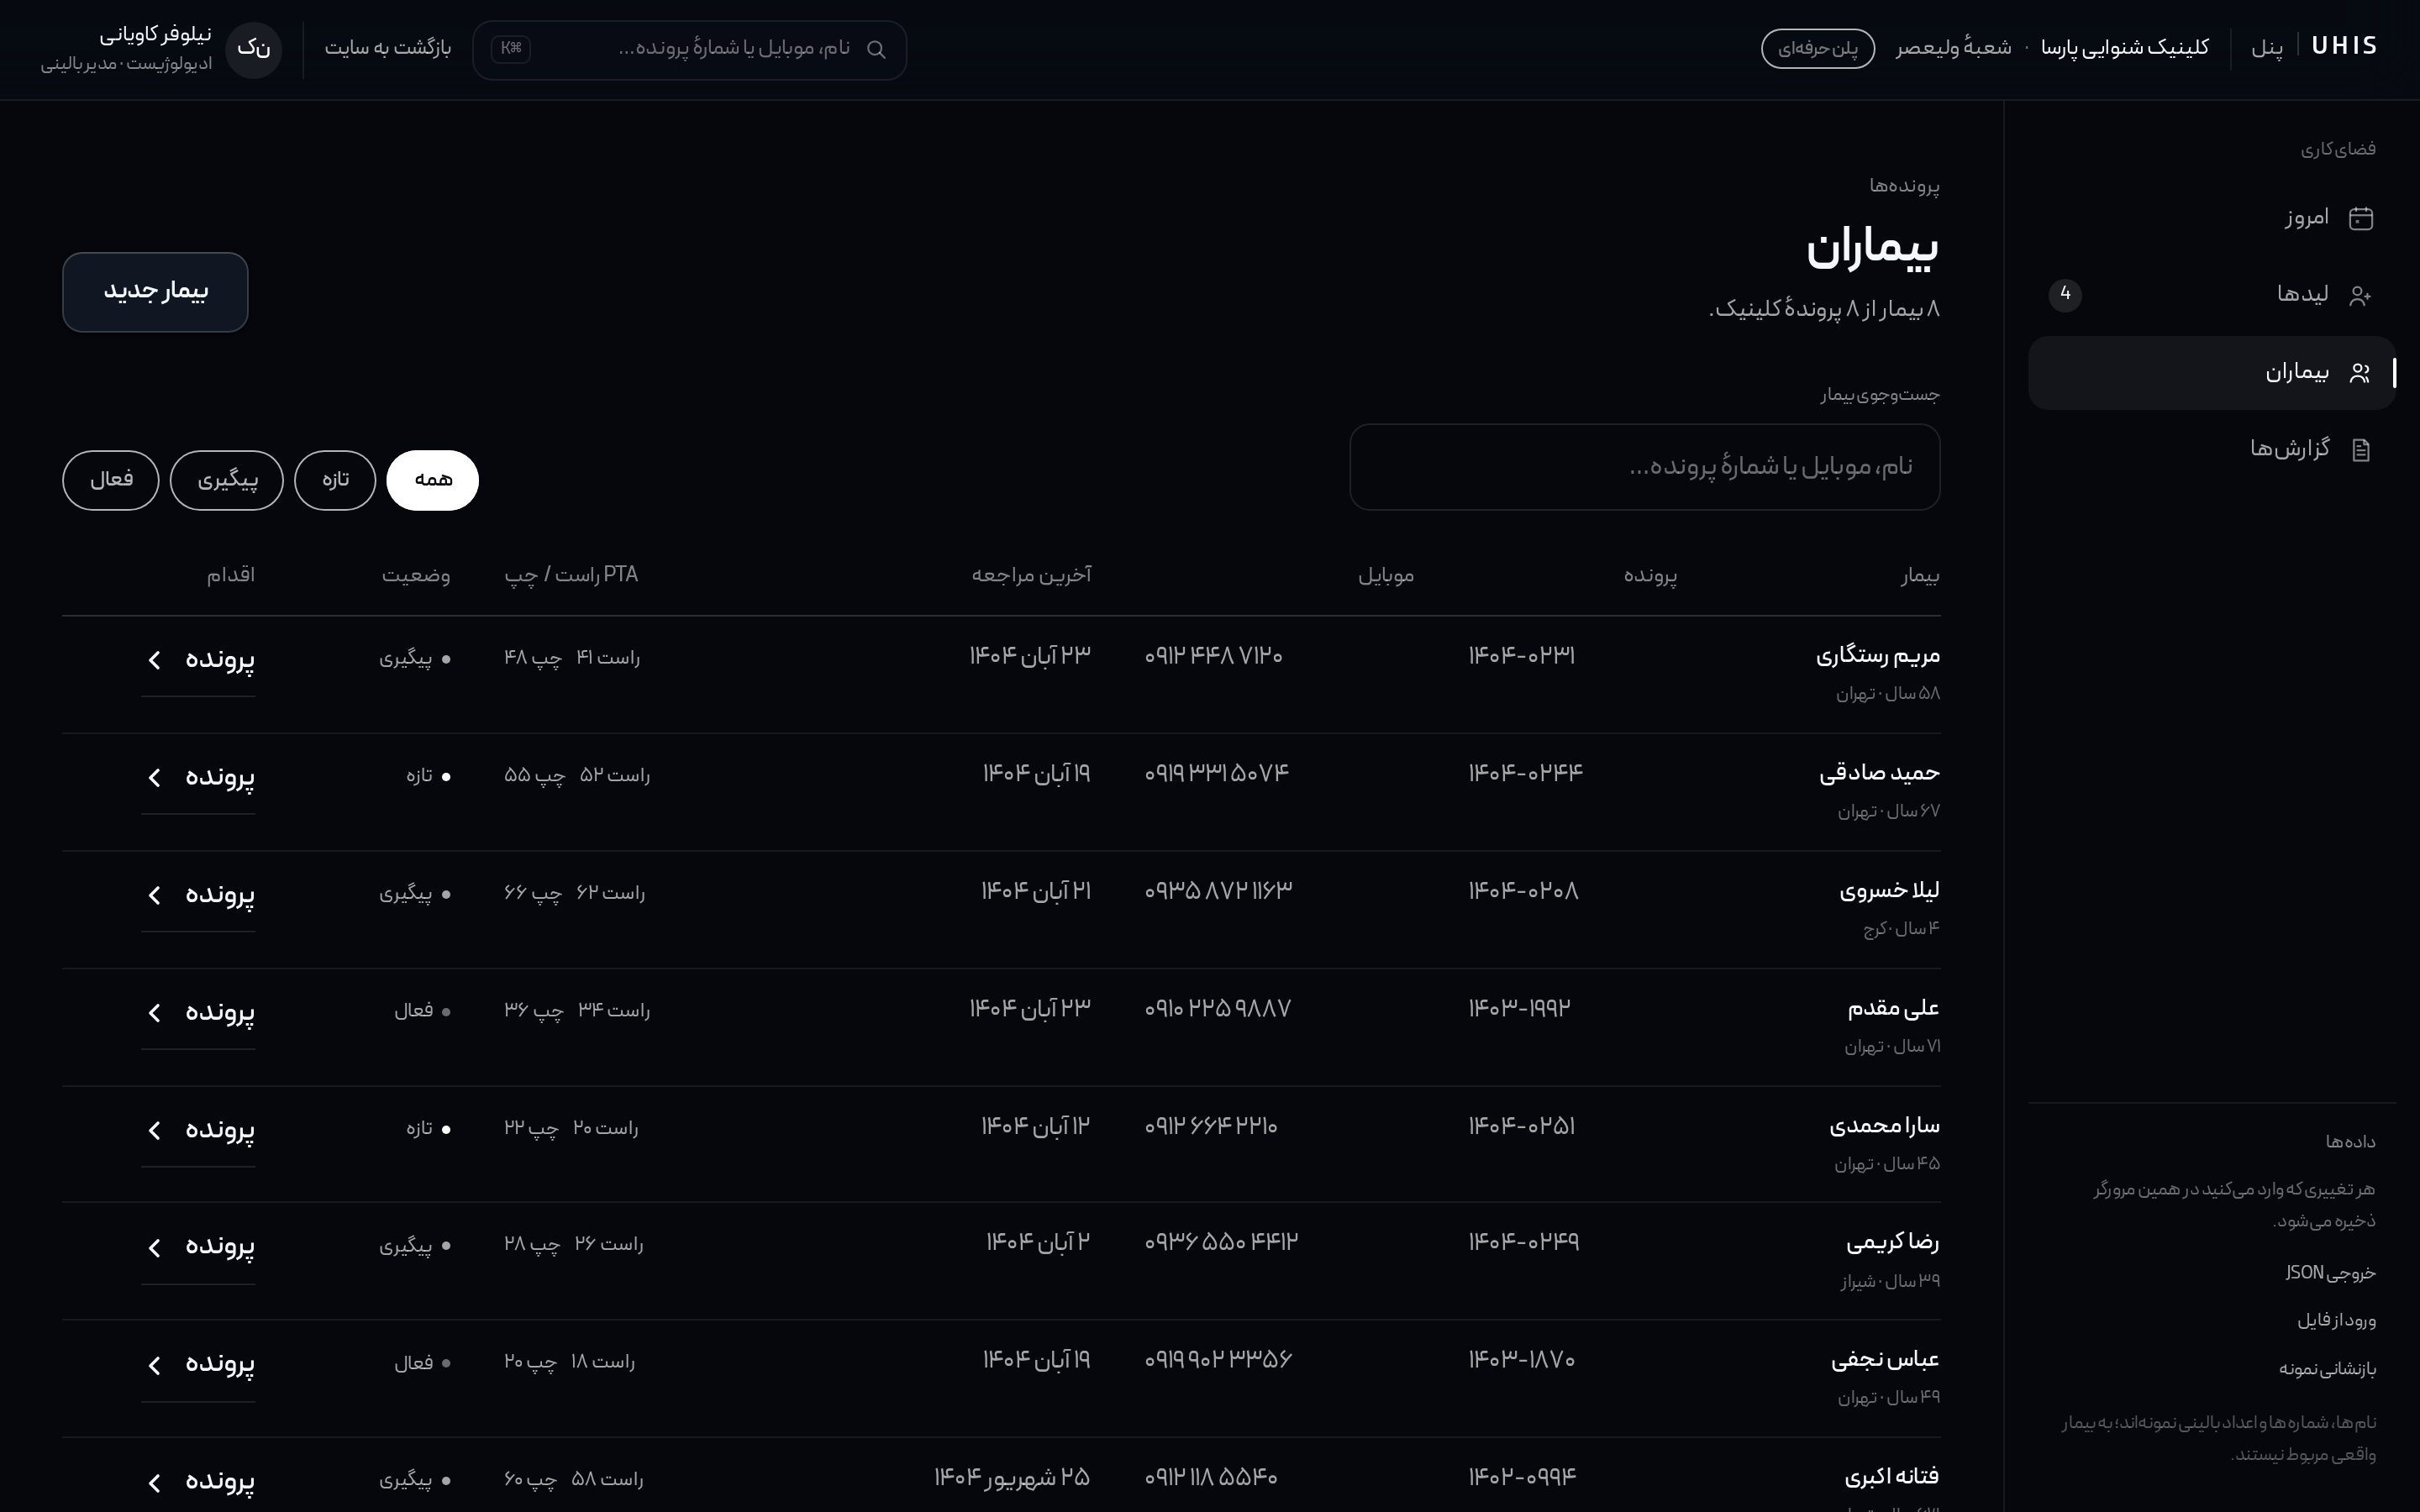 UHIS | پنل
کلینیک شنوایی پارسا · شعبهٔ ولیعصر
پلن حرفه‌ای
نام، موبایل یا شمارهٔ پرونده...
⌘K
بازگشت به سایت
ن‌ک
نیلوفر کاویانی
ادیولوژیست · مدیر بالینی
فضای کاری
امروز
لیدها 4
بیماران
گزارش‌ها
داده‌ها
هر تغییری که وارد می‌کنید در همین مرورگر
ذخیره می‌شود.
خروجی JSON
ورود از فایل
بازنشانی نمونه
نام‌ها، شماره‌ها و اعداد بالینی نمونه‌اند؛ به بیمار
واقعی مربوط نیستند.
پرونده‌ها
بیماران
۸ بیمار از ۸ پروندهٔ کلینیک.
بیمار جدید
جست‌وجوی بیمار
نام، موبایل یا شمارهٔ پرونده...
همه تازه پیگیری فعال
بیمار پرونده موبایل آخرین مراجعه PTA راست / چپ وضعیت اقدام
مریم رستگاری ۱۴۰۴-۰۲۳۱ ۰۹۱۲ ۴۴۸ ۷۱۲۰ ۲۳ آبان ۱۴۰۴ راست ۴۱ چپ ۴۸ پیگیری پرونده
۵۸ سال · تهران
حمید صادقی ۱۴۰۴-۰۲۴۴ ۰۹۱۹ ۳۳۱ ۵۰۷۴ ۱۹ آبان ۱۴۰۴ راست ۵۲ چپ ۵۵ تازه پرونده
۶۷ سال · تهران
لیلا خسروی ۱۴۰۴-۰۲۰۸ ۰۹۳۵ ۸۷۲ ۱۱۶۳ ۲۱ آبان ۱۴۰۴ راست ۶۲ چپ ۶۶ پیگیری پرونده
۴ سال · کرج
علی مقدم ۱۴۰۳-۱۹۹۲ ۰۹۱۰ ۲۲۵ ۹۸۸۷ ۲۳ آبان ۱۴۰۴ راست ۳۴ چپ ۳۶ فعال پرونده
۷۱ سال · تهران
سارا محمدی ۱۴۰۴-۰۲۵۱ ۰۹۱۲ ۶۶۴ ۲۲۱۰ ۱۲ آبان ۱۴۰۴ راست ۲۰ چپ ۲۲ تازه پرونده
۴۵ سال · تهران
رضا کریمی ۱۴۰۴-۰۲۴۹ ۰۹۳۶ ۵۵۰ ۴۴۱۲ ۲ آبان ۱۴۰۴ راست ۲۶ چپ ۲۸ پیگیری پرونده
۳۹ سال · شیراز
عباس نجفی ۱۴۰۳-۱۸۷۰ ۰۹۱۹ ۹۰۲ ۳۳۵۶ ۱۹ آبان ۱۴۰۴ راست ۱۸ چپ ۲۰ فعال پرونده
۴۹ سال · تهران
فتانه اکبری ۱۴۰۲-۰۹۹۴ ۰۹۱۲ ۱۱۸ ۵۵۴۰ ۲۵ شهریور ۱۴۰۴ راست ۵۸ چپ ۶۰ پیگیری پرونده